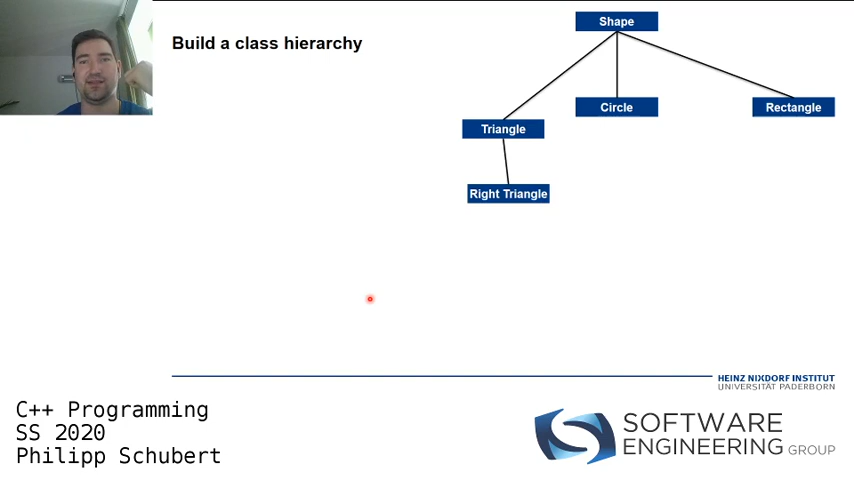 Build a class hierarchy
Shape
Circle
Rectangle
Triangle
Right Triangle
HEINZ NIXDORF INSTITUT
UNIVERSITÄT PADERBORN
C++ Programming
SS 2020
Philipp Schubert
SOFTWARE
ENGINEERING GROUP